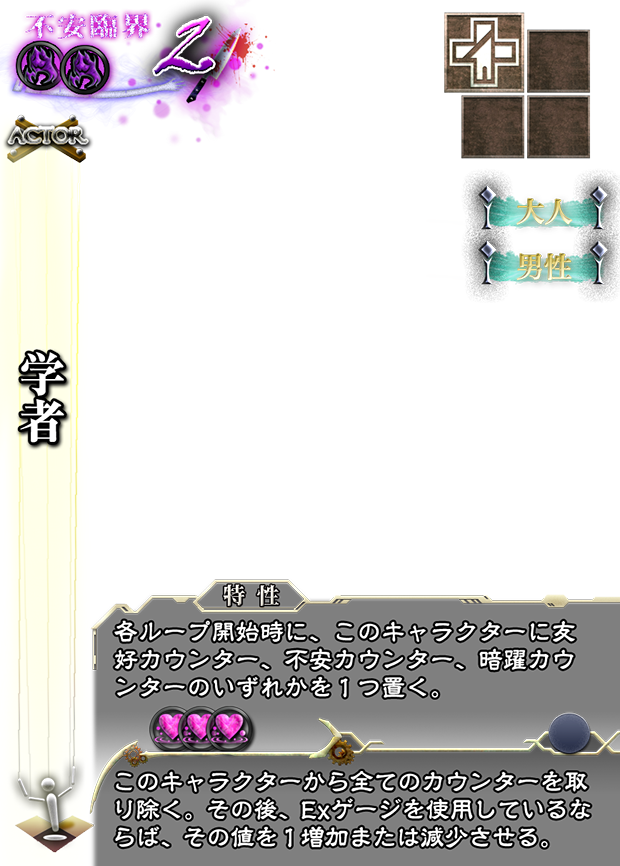 不安臨界
2
ACTOR
大人
男性
学者
特性
各ループ開始時に、このキャラクターに友
好カウンター、不安カウンター、暗躍カウ
ンターのいずれかを１つ置く。
このキャラクターから全てのカウンターを取
り除く。その後、Exゲージを使用しているな
らば、その値を１増加または減少させる。